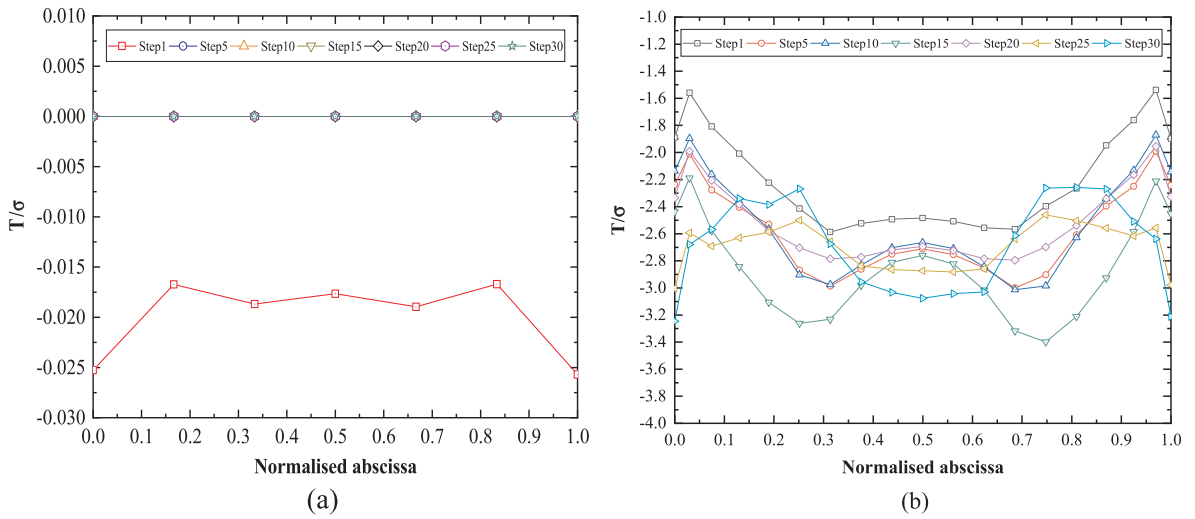 0.010
0.005
0.000
-0.005
-0.010
-0.015
-0.020
-0.025
-0.030
T/σ
Step1 Step5 Step10 Step15 Step20 Step25 Step30
0.0 0.1 0.2 0.3 0.4 0.5 0.6 0.7 0.8 0.9 1.0
Normalised abscissa
(a)
-1.0
-1.2
-1.4
-1.6
-1.8
-2.0
-2.2
-2.4
-2.6
-2.8
-3.0
-3.2
-3.4
-3.6
-3.8
-4.0
T/σ
Step1 Step5 Step10 Step15 Step20 Step25 Step30
0.0 0.1 0.2 0.3 0.4 0.5 0.6 0.7 0.8 0.9 1.0
Normalised abscissa
(b)